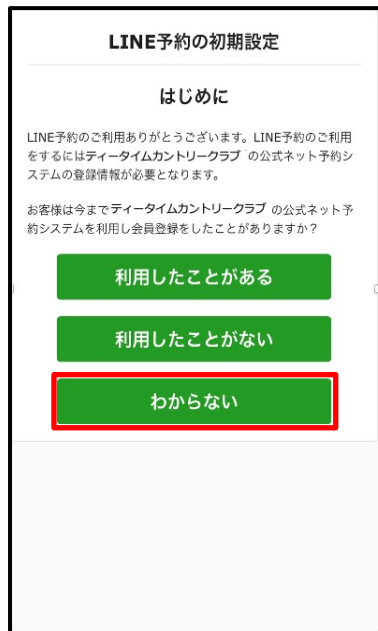 LINE予約の初期設定
はじめに
LINE予約のご利用ありがとうございます。LINE予約のご利用
をするにはティータイムカントリークラブ の公式ネット予約シ
ステムの登録情報が必要となります。
お客様は今までティータイムカントリークラブ の公式ネット予
約システムを利用し会員登録をしたことがありますか？
利用したことがある
利用したことがない
わからない